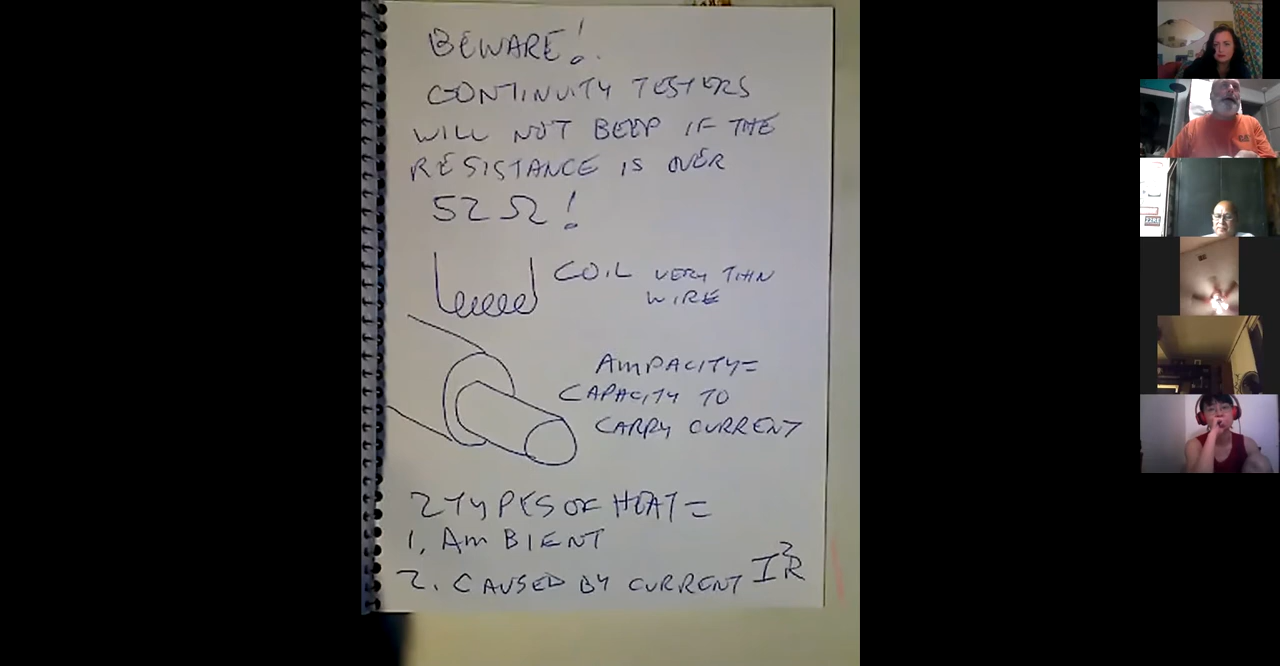 BEWARE!
CONTINUITY TESTERS
WILL NOT BEEP IF THE
RESISTANCE IS OVER
52 Ω!
COIL VERY THIN
WIRE
AMPACITY=
CAPACITY TO
CARRY CURRENT
2 TYPES OF HEAT=
1. AMBIENT
2. CAUSED BY CURRENT I²R